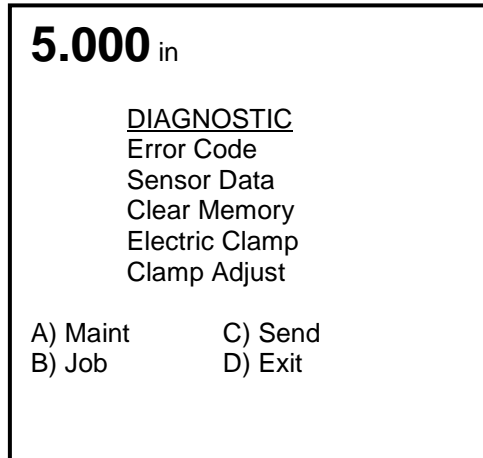 5.000 in
DIAGNOSTIC
Error Code
Sensor Data
Clear Memory
Electric Clamp
Clamp Adjust
A) Maint C) Send
B) Job D) Exit